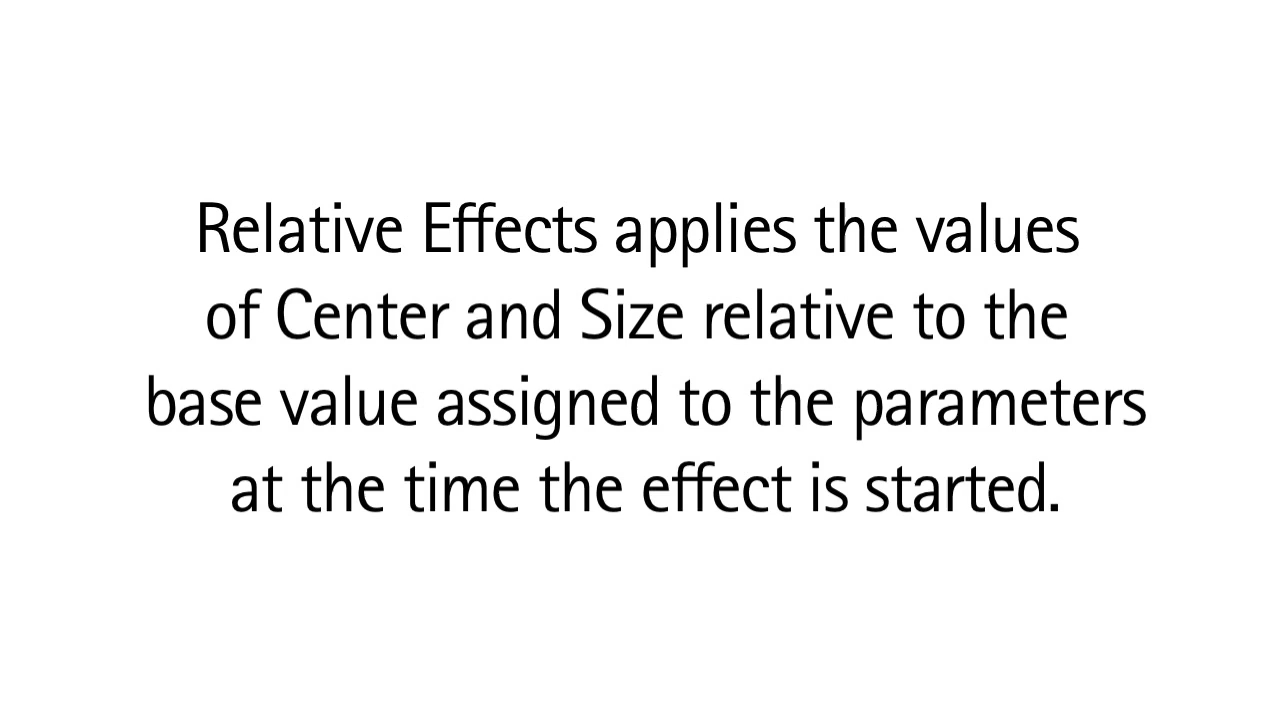 Relative Effects applies the values
of Center and Size relative to the
base value assigned to the parameters
at the time the effect is started.